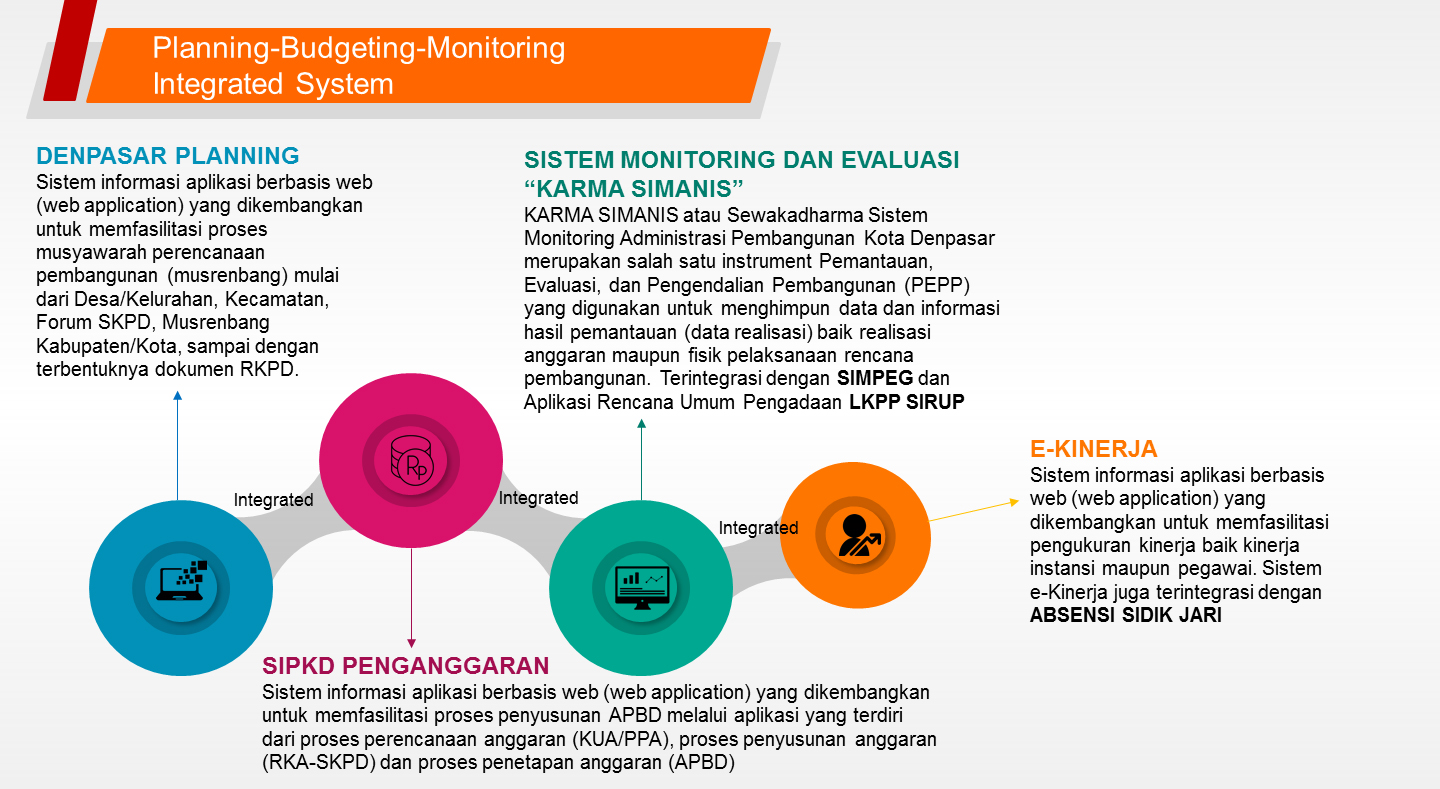 Planning-Budgeting-Monitoring
Integrated System
DENPASAR PLANNING
Sistem informasi aplikasi berbasis web
(web application) yang dikembangkan
untuk memfasilitasi proses
musyawarah perencanaan
pembangunan (musrenbang) mulai
dari Desa/Kelurahan, Kecamatan,
Forum SKPD, Musrenbang
Kabupaten/Kota, sampai dengan
terbentuknya dokumen RKPD.
SISTEM MONITORING DAN EVALUASI
“KARMA SIMANIS”
KARMA SIMANIS atau Sewakadharma Sistem
Monitoring Administrasi Pembangunan Kota Denpasar
merupakan salah satu instrument Pemantauan,
Evaluasi, dan Pengendalian Pembangunan (PEPP)
yang digunakan untuk menghimpun data dan informasi
hasil pemantauan (data realisasi) baik realisasi
anggaran maupun fisik pelaksanaan rencana
pembangunan. Terintegrasi dengan SIMPEG dan
Aplikasi Rencana Umum Pengadaan LKPP SIRUP
E-KINERJA
Sistem informasi aplikasi berbasis
web (web application) yang
dikembangkan untuk memfasilitasi
pengukuran kinerja baik kinerja
instansi maupun pegawai. Sistem
e-Kinerja juga terintegrasi dengan
ABSENSI SIDIK JARI
Integrated
Rp
Integrated
Integrated
SIPKD PENGANGGARAN
Sistem informasi aplikasi berbasis web (web application) yang dikembangkan
untuk memfasilitasi proses penyusunan APBD melalui aplikasi yang terdiri
dari proses perencanaan anggaran (KUA/PPA), proses penyusunan anggaran
(RKA-SKPD) dan proses penetapan anggaran (APBD)